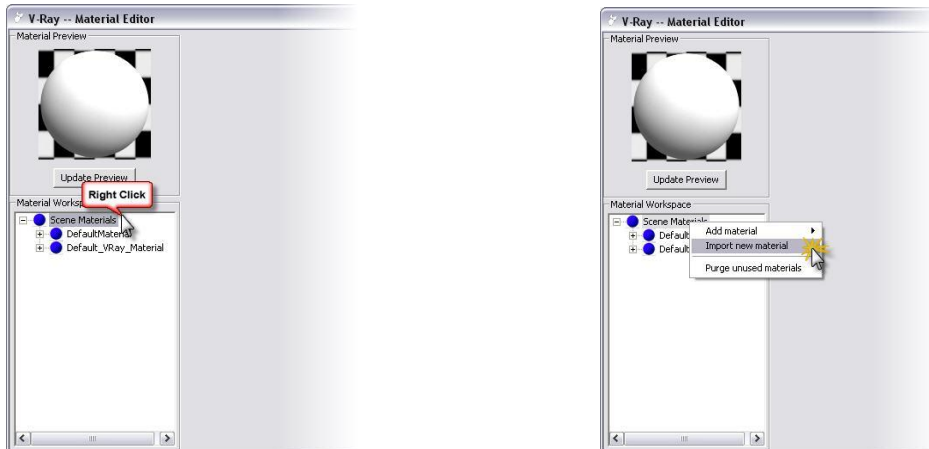 V-Ray -- Material Editor
Material Preview
Update Preview
Right Click
Material Worksp
Scene Materials
DefaultMaterial
Default_VRay_Material
V-Ray -- Material Editor
Material Preview
Update Preview
Material Workspace
Scene Materials
Default
Default
Add material
Import new material
Purge unused materials